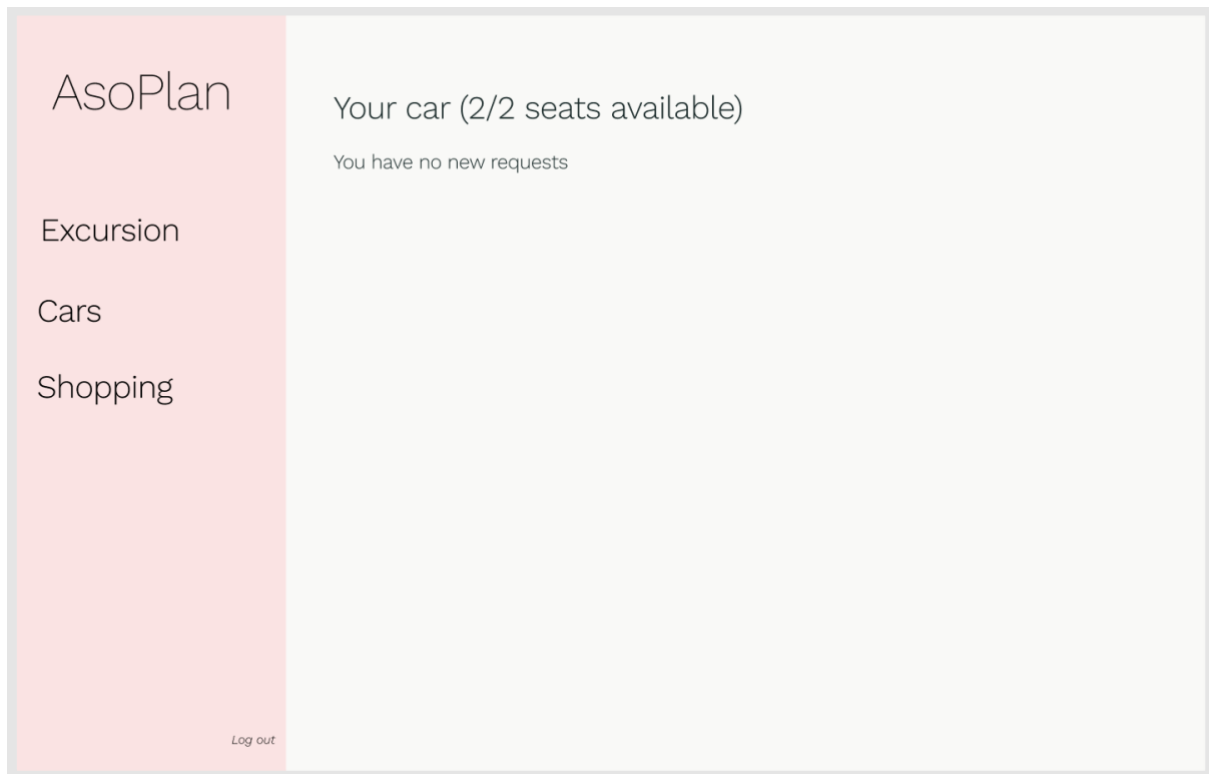 AsoPlan
Excursion
Cars
Shopping
Log out
Your car (2/2 seats available)
You have no new requests